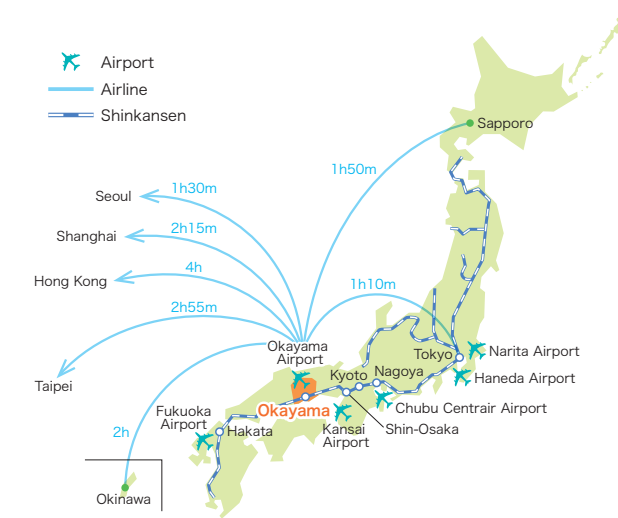 Airport
Airline
Shinkansen
Sapporo
1h50m
1h30m
Seoul
2h15m
Shanghai
4h
Hong Kong
1h10m
2h55m
Okayama
Airport
Tokyo
Narita Airport
Taipei
Kyoto
Nagoya
Haneda Airport
Okayama
Chubu Centrair Airport
Fukuoka
Airport
Hakata
Kansai
Airport
Shin-Osaka
2h
Okinawa